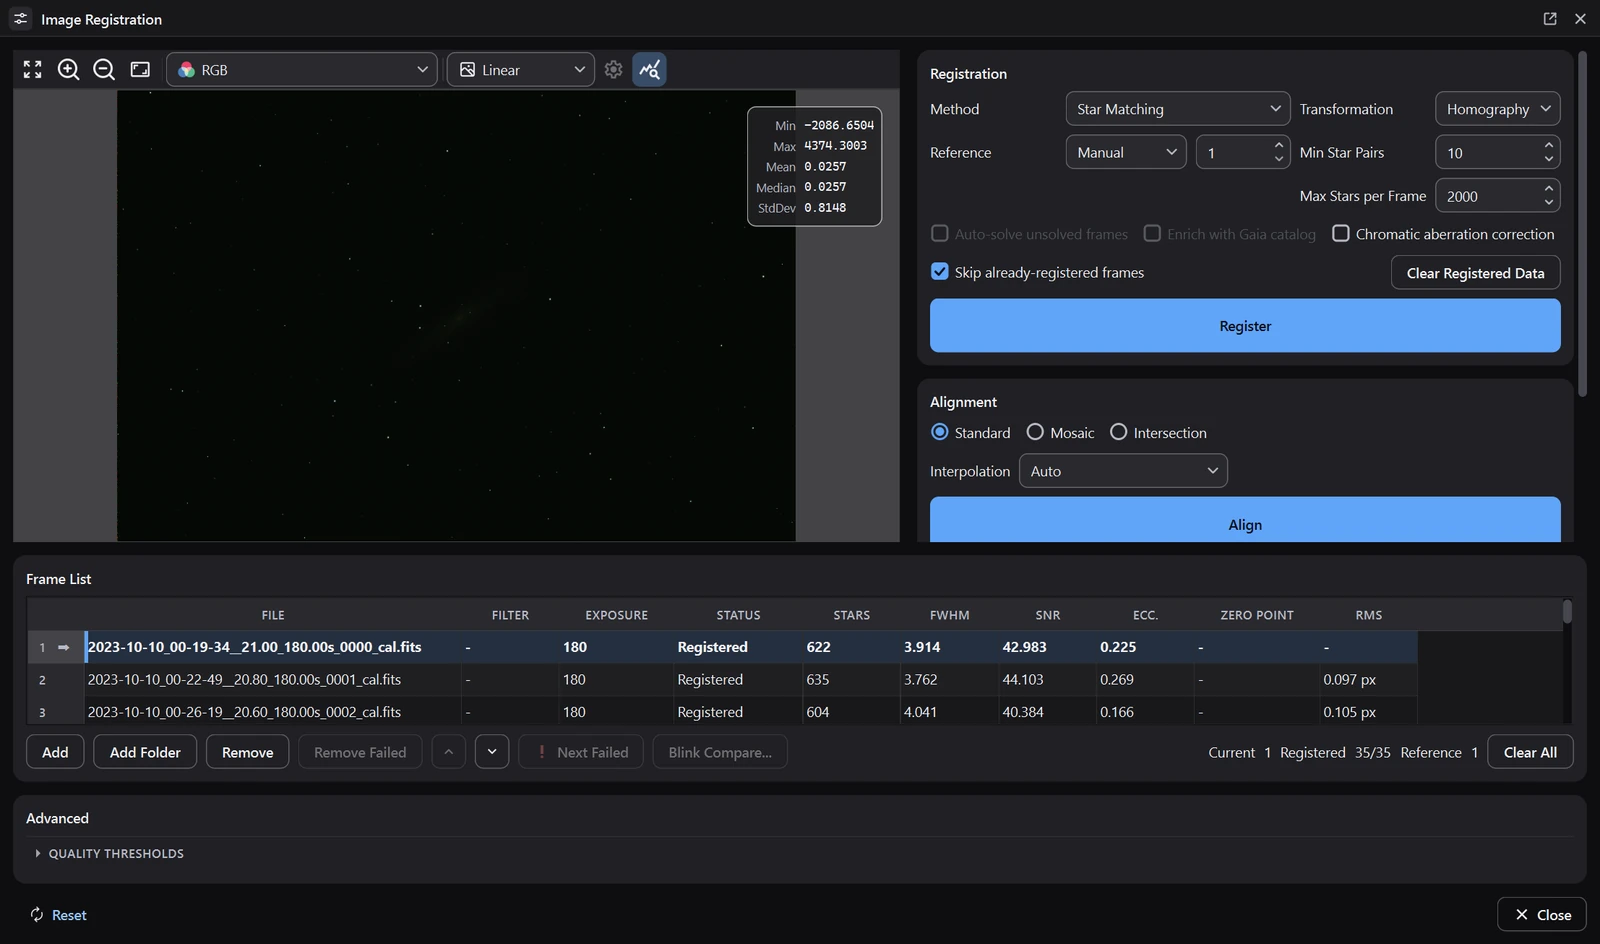 Image Registration
RGB
Linear
Min -2086.6504
Max 4374.3003
Mean 0.0257
Median 0.0257
StdDev 0.8148
Registration
Method Star Matching Transformation Homography
Reference Manual 1 Min Star Pairs 10
Max Stars per Frame 2000
Auto-solve unsolved frames Enrich with Gaia catalog Chromatic aberration correction
Skip already-registered frames Clear Registered Data
Register
Alignment
Standard Mosaic Intersection
Interpolation Auto
Align
Frame List
FILE FILTER EXPOSURE STATUS STARS FWHM SNR ECC. ZERO POINT RMS
1 2023-10-10_00-19-34__21.00_180.00s_0000_cal.fits - 180 Registered 622 3.914 42.983 0.225 - -
2 2023-10-10_00-22-49__20.80_180.00s_0001_cal.fits - 180 Registered 635 3.762 44.103 0.269 - 0.097 px
3 2023-10-10_00-26-19__20.60_180.00s_0002_cal.fits - 180 Registered 604 4.041 40.384 0.166 - 0.105 px
Add Add Folder Remove Remove Failed ! Next Failed Blink Compare... Current 1 Registered 35/35 Reference 1 Clear All
Advanced
QUALITY THRESHOLDS
Reset Close